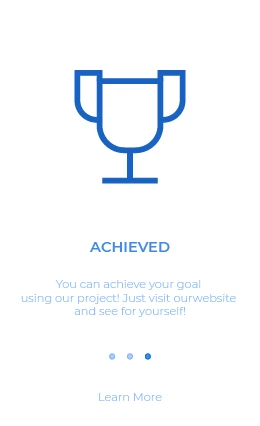 ACHIEVED
You can achieve your goal
using our project! Just visit ourwebsite
and see for yourself!
Learn More